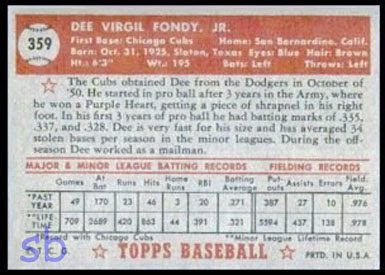 359
DEE VIRGIL FONDY, JR.
First Base: Chicago Cubs Home: San Bernardino, Calif.
Born: Oct. 31, 1925, Slaton, Texas Eyes: Blue Hair: Brown
Ht.: 6'3" Wt.: 195 Bats: Left Throws: Left
The Cubs obtained Dee from the Dodgers in October of
'50. He started in pro ball after 3 years in the Army, where
he won a Purple Heart, getting a piece of shrapnel in his right
foot. In his first 3 years of pro ball he had batting marks of .335,
.337, and .328. Dee is very fast for his size and has averaged 34
stolen bases per season in the minor leagues. During the off-
season Dee worked as a mailman.
MAJOR & MINOR LEAGUE BATTING RECORDS FIELDING RECORDS
Games At Bat Runs Hits Home Runs RBI Batting Average Put-outs Assists Errors Field. Avg.
*PAST YEAR 49 170 23 46 3 20 .271 387 27 10 .976
**LIFE TIME 709 2689 420 863 44 391 .321 5594 437 138 .978
*Record with Chicago Cubs **Minor League Lifetime Record
T.C.G. TOPPS BASEBALL PRTD. IN U.S.A.
sb